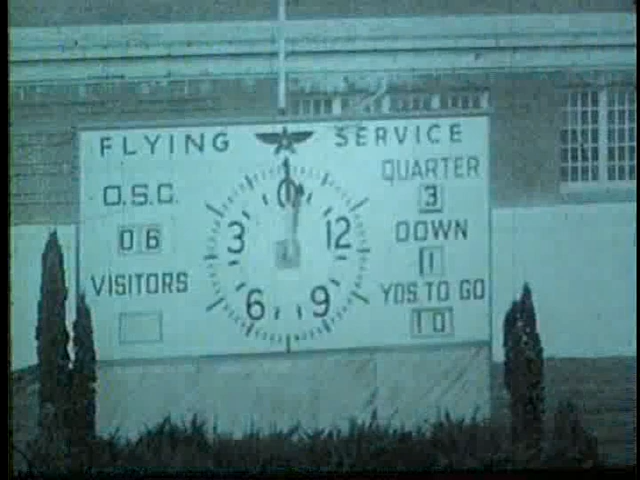 FLYING SERVICE
O.S.C.
06
VISITORS
0
3 12
6 9
QUARTER
3
DOWN
1
YDS. TO GO
10